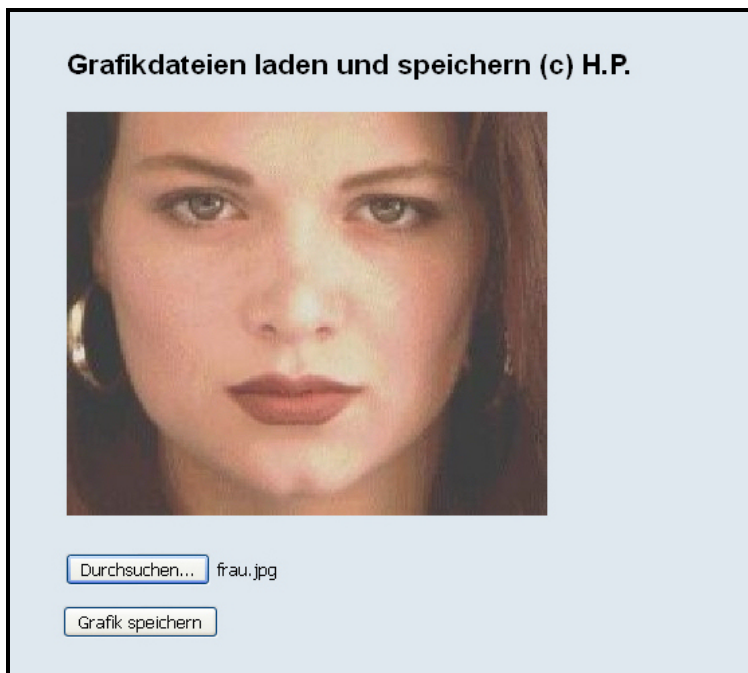 Grafikdateien laden und speichern (c) H.P.
Durchsuchen... frau.jpg
Grafik speichern